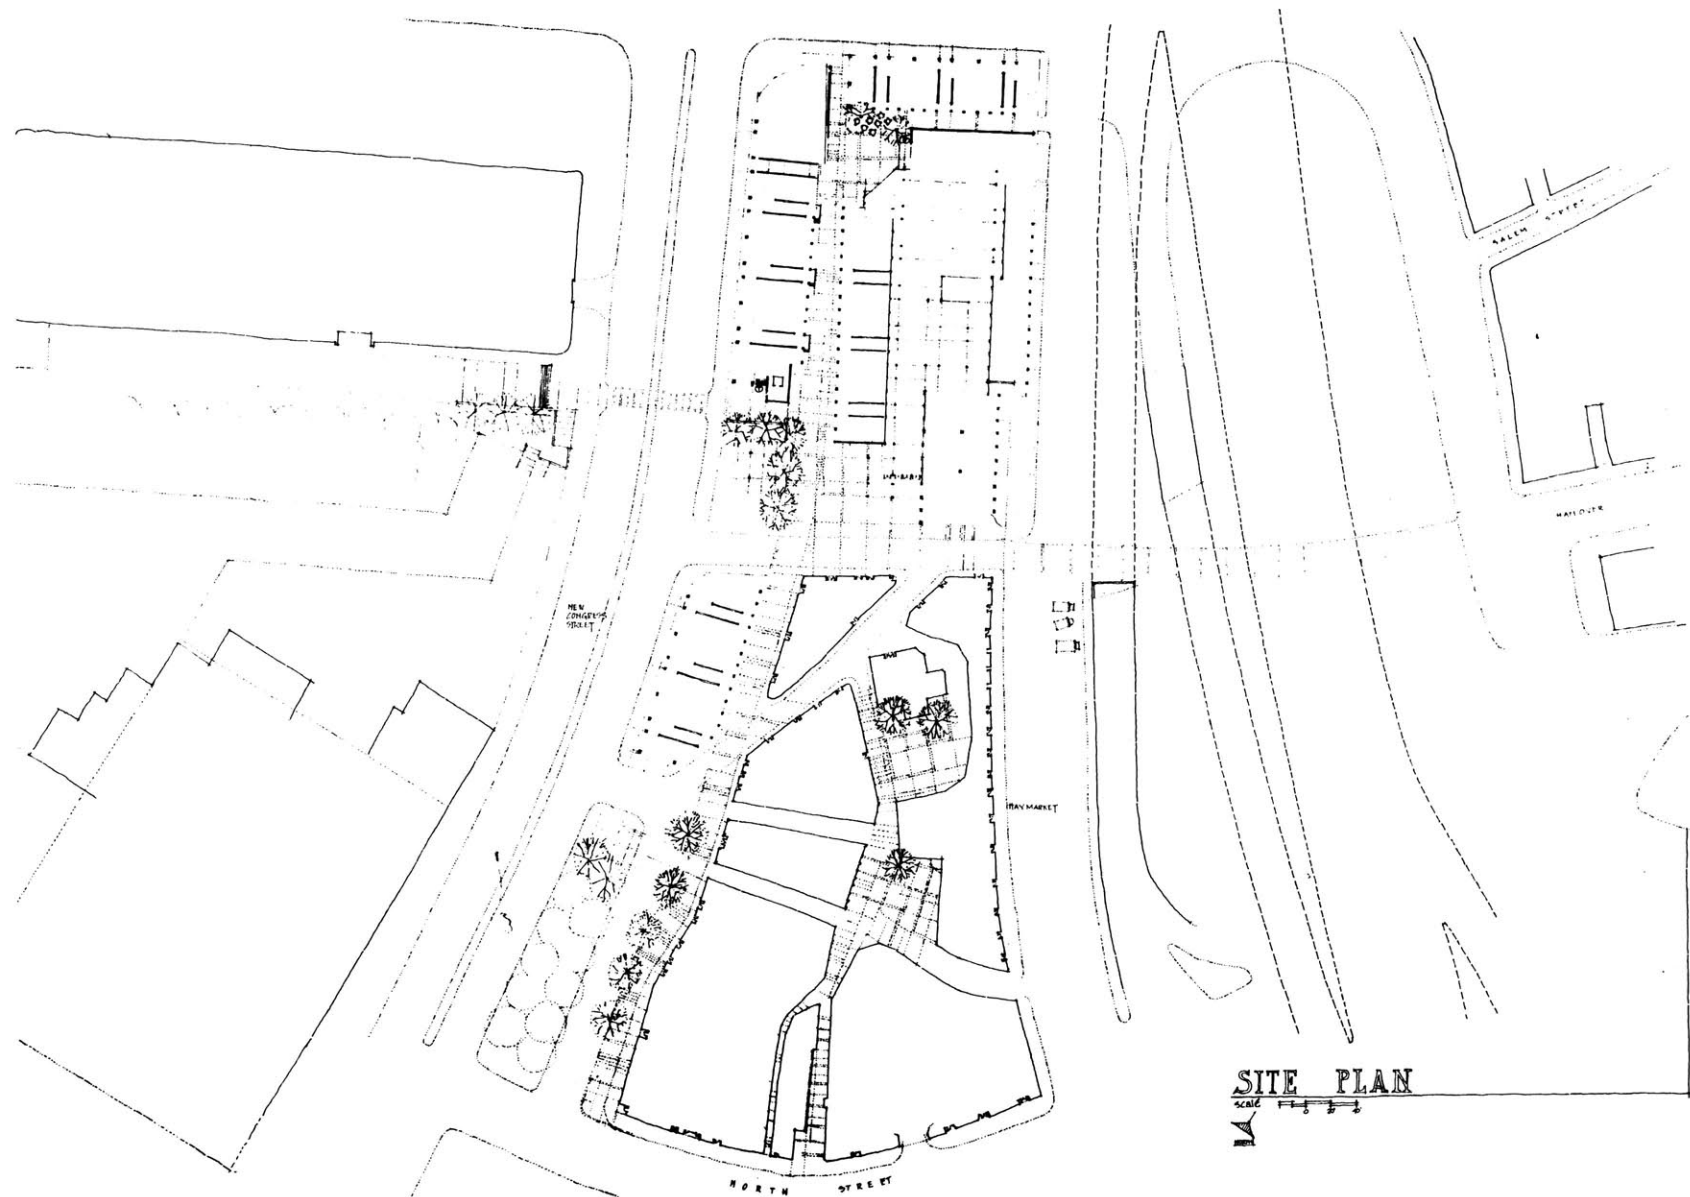 SALEM STREET
HANOVER
NEW
CONGRESS
STREET
HAYMARKET
SITE PLAN
scale
NORTH STREET